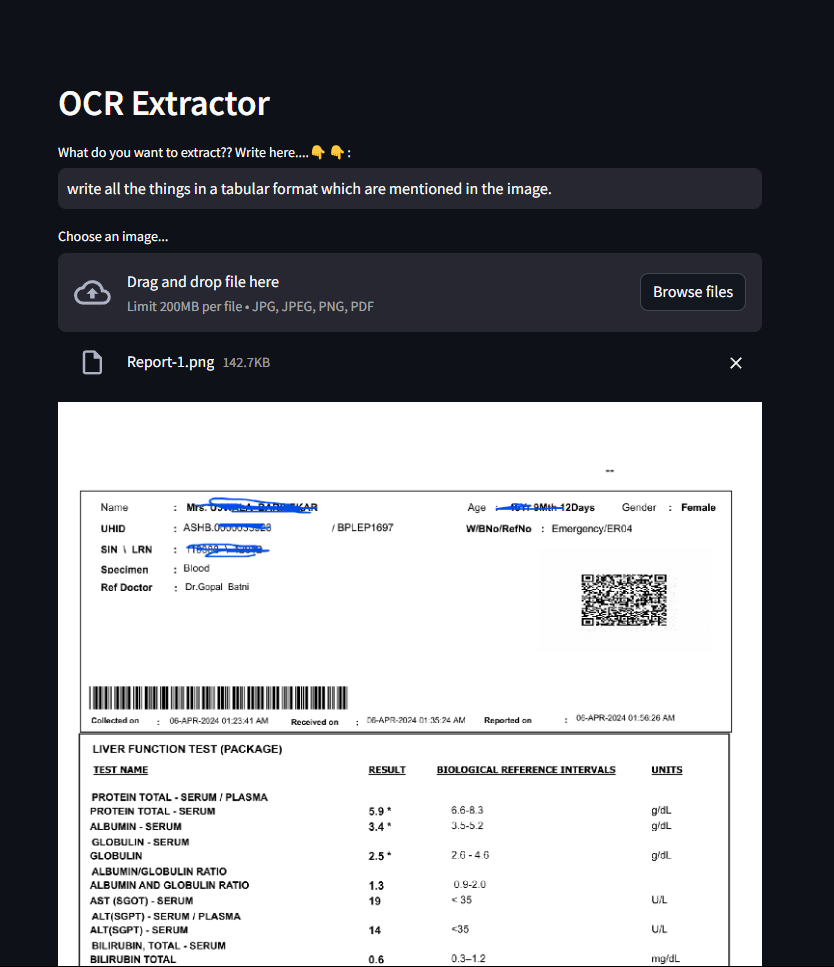 OCR Extractor
What do you want to extract?? Write here....👇 👇 :
write all the things in a tabular format which are mentioned in the image.
Choose an image...
Drag and drop file here
Limit 200MB per file • JPG, JPEG, PNG, PDF
Browse files
Report-1.png 142.7KB
--
Name : Mrs. Age : 12Days Gender : Female
UHID : ASHB. / BPLEP1697 W/BNo/RefNo : Emergency/ER04
SIN \ LRN :
Specimen : Blood
Ref Doctor : Dr.Gopal Batni
Collected on : 06-APR-2024 01:23:41 AM Received on : 06-APR-2024 01:35:24 AM Reported on : 06-APR-2024 01:56:26 AM
LIVER FUNCTION TEST (PACKAGE)
TEST NAME RESULT BIOLOGICAL REFERENCE INTERVALS UNITS
PROTEIN TOTAL - SERUM / PLASMA
PROTEIN TOTAL - SERUM 5.9 * 6.6-8.3 g/dL
ALBUMIN - SERUM 3.4 * 3.5-5.2 g/dL
GLOBULIN - SERUM
GLOBULIN 2.5 * 2.6 - 4.6 g/dL
ALBUMIN/GLOBULIN RATIO
ALBUMIN AND GLOBULIN RATIO 1.3 0.9-2.0
AST (SGOT) - SERUM 19 < 35 U/L
ALT(SGPT) - SERUM / PLASMA
ALT(SGPT) - SERUM 14 <35 U/L
BILIRUBIN, TOTAL - SERUM
BILIRUBIN TOTAL 0.6 0.3–1.2 mg/dL